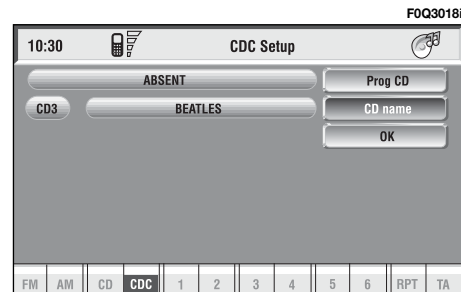 F0Q3018i
10:30 CDC Setup
ABSENT Prog CD
CD3 BEATLES CD name
OK
FM AM CD CDC 1 2 3 4 5 6 RPT TA